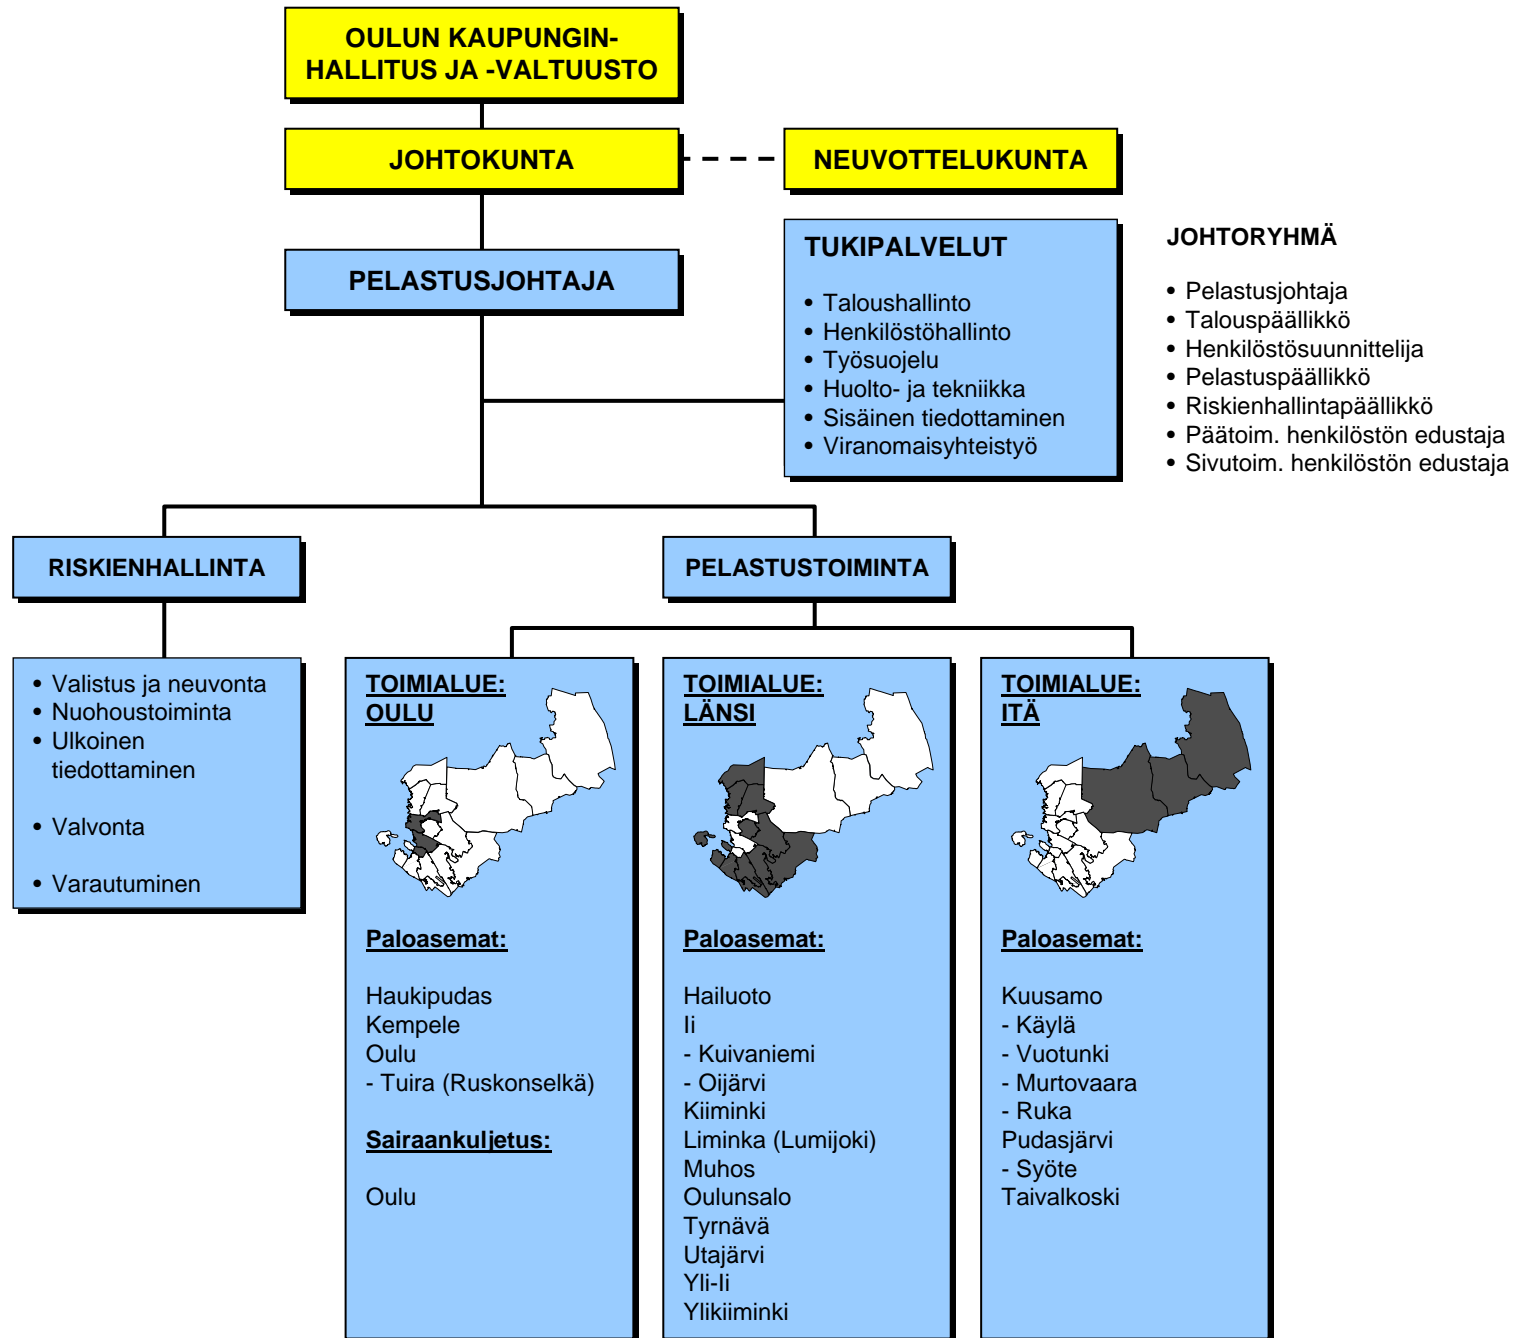 OULUN KAUPUNGIN-
HALLITUS JA -VALTUUSTO
JOHTOKUNTA
NEUVOTTELUKUNTA
PELASTUSJOHTAJA
TUKIPALVELUT
• Taloushallinto
• Henkilöstöhallinto
• Työsuojelu
• Huolto- ja tekniikka
• Sisäinen tiedottaminen
• Viranomaisyhteistyö
JOHTORYHMÄ
• Pelastusjohtaja
• Talouspäällikkö
• Henkilöstösuunnittelija
• Pelastuspäällikkö
• Riskienhallintapäällikkö
• Päätoim. henkilöstön edustaja
• Sivutoim. henkilöstön edustaja
RISKIENHALLINTA
PELASTUSTOIMINTA
• Valistus ja neuvonta
• Nuohoustoiminta
• Ulkoinen
tiedottaminen
• Valvonta
• Varautuminen
TOIMIALUE:
OULU
Paloasemat:
Haukipudas
Kempele
Oulu
- Tuira (Ruskonselkä)
Sairaankuljetus:
Oulu
TOIMIALUE:
LÄNSI
Paloasemat:
Hailuoto
Ii
- Kuivaniemi
- Oijärvi
Kiiminki
Liminka (Lumijoki)
Muhos
Oulunsalo
Tyrnävä
Utajärvi
Yli-Ii
Ylikiiminki
TOIMIALUE:
ITÄ
Paloasemat:
Kuusamo
- Käylä
- Vuotunki
- Murtovaara
- Ruka
Pudasjärvi
- Syöte
Taivalkoski